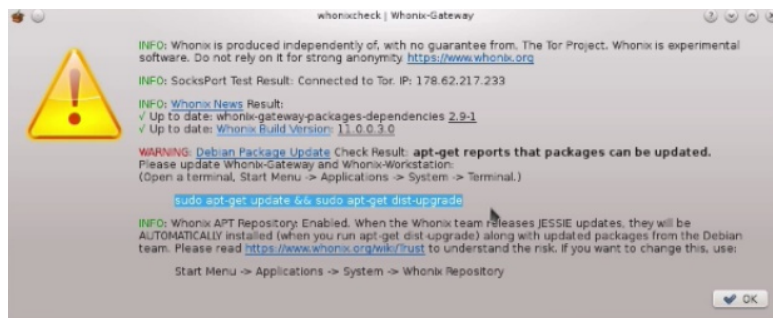 whonixcheck | Whonix-Gateway
INFO: Whonix is produced independently of, with no guarantee from, The Tor Project. Whonix is experimental
software. Do not rely on it for strong anonymity. https://www.whonix.org
INFO: SocksPort Test Result: Connected to Tor. IP: 178.62.217.233
INFO: Whonix News Result:
√ Up to date: whonix-gateway-packages-dependencies 2.9-1
√ Up to date: Whonix Build Version: 11.0.0.3.0
WARNING: Debian Package Update Check Result: apt-get reports that packages can be updated.
Please update Whonix-Gateway and Whonix-Workstation:
(Open a terminal, Start Menu -> Applications -> System -> Terminal.)
sudo apt-get update && sudo apt-get dist-upgrade
INFO: Whonix APT Repository: Enabled. When the Whonix team releases JESSIE updates, they will be
AUTOMATICALLY installed (when you run apt-get dist-upgrade) along with updated packages from the Debian
team. Please read https://www.whonix.org/wiki/Trust to understand the risk. If you want to change this, use:
Start Menu -> Applications -> System -> Whonix Repository
OK